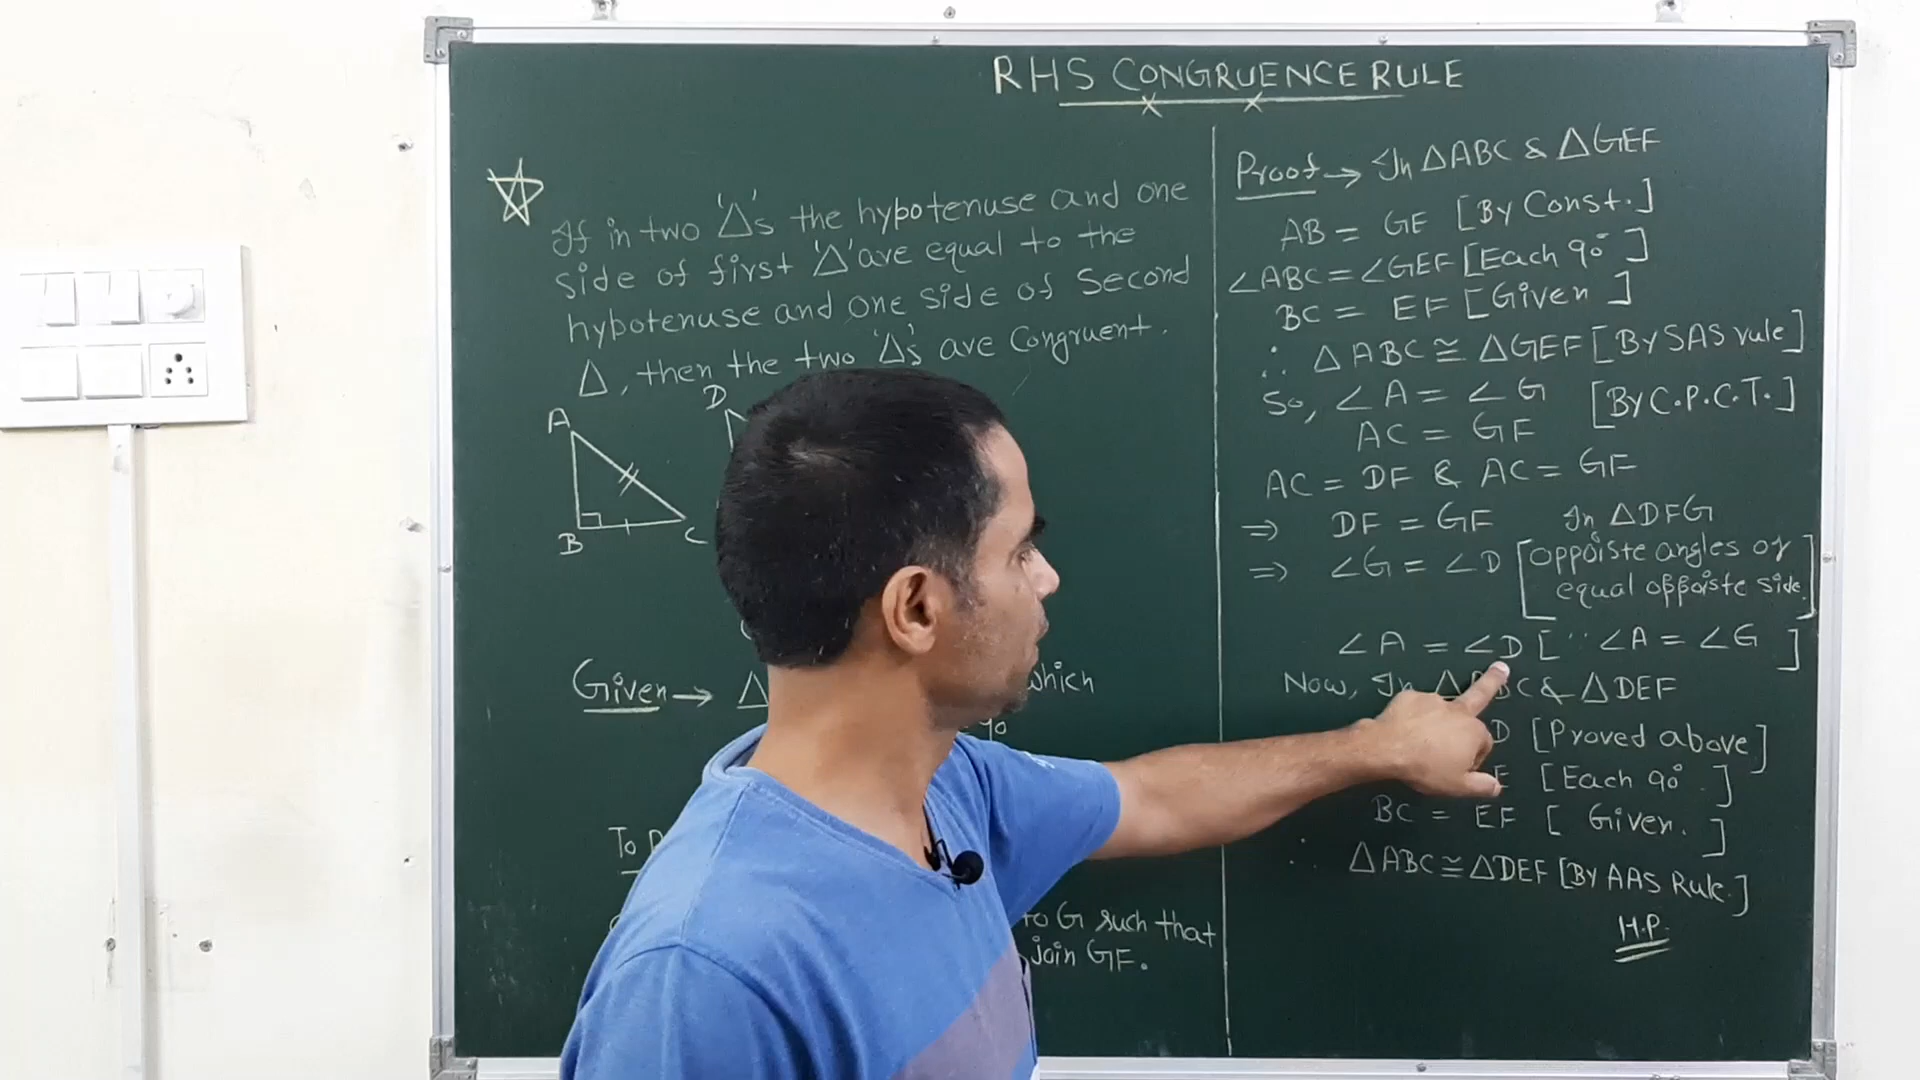 RHS CONGRUENCE RULE
If in two 'Δ's the hypotenuse and one
side of first 'Δ' are equal to the
hypotenuse and one side of Second
Δ, then the two 'Δs' are Congruent.
A
B
C
D
Given → Δ which
90
To
to G such that
join GF.
Proof → In ΔABC & ΔGEF
AB = GE [By Const.]
∠ABC = ∠GEF [Each 90°]
BC = EF [Given]
∴ ΔABC ≅ ΔGEF [By SAS rule]
So, ∠A = ∠G [By C.P.C.T.]
AC = GF
AC = DF & AC = GF
⇒ DF = GF In ΔDFG
⇒ ∠G = ∠D [oppoiste angles of
equal oppoiste side.]
∠A = ∠D [∵ ∠A = ∠G ]
Now, In ΔABC & ΔDEF
D [Proved above]
E [Each 90°.]
BC = EF [Given.]
∴ ΔABC ≅ ΔDEF [By AAS Rule.]
H.P.